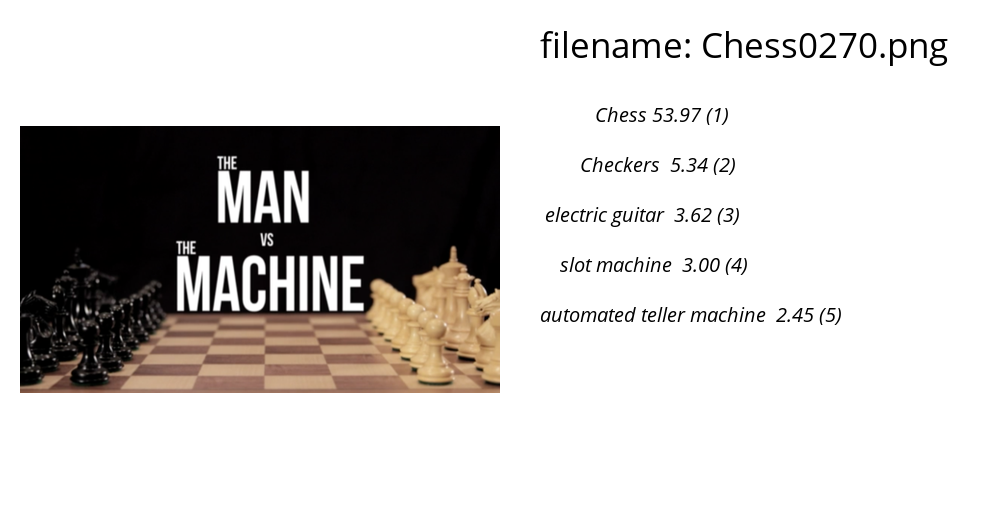 filename: Chess0270.png
THE
MAN
VS
THE
MACHINE
Chess 53.97 (1)
Checkers 5.34 (2)
electric guitar 3.62 (3)
slot machine 3.00 (4)
automated teller machine 2.45 (5)